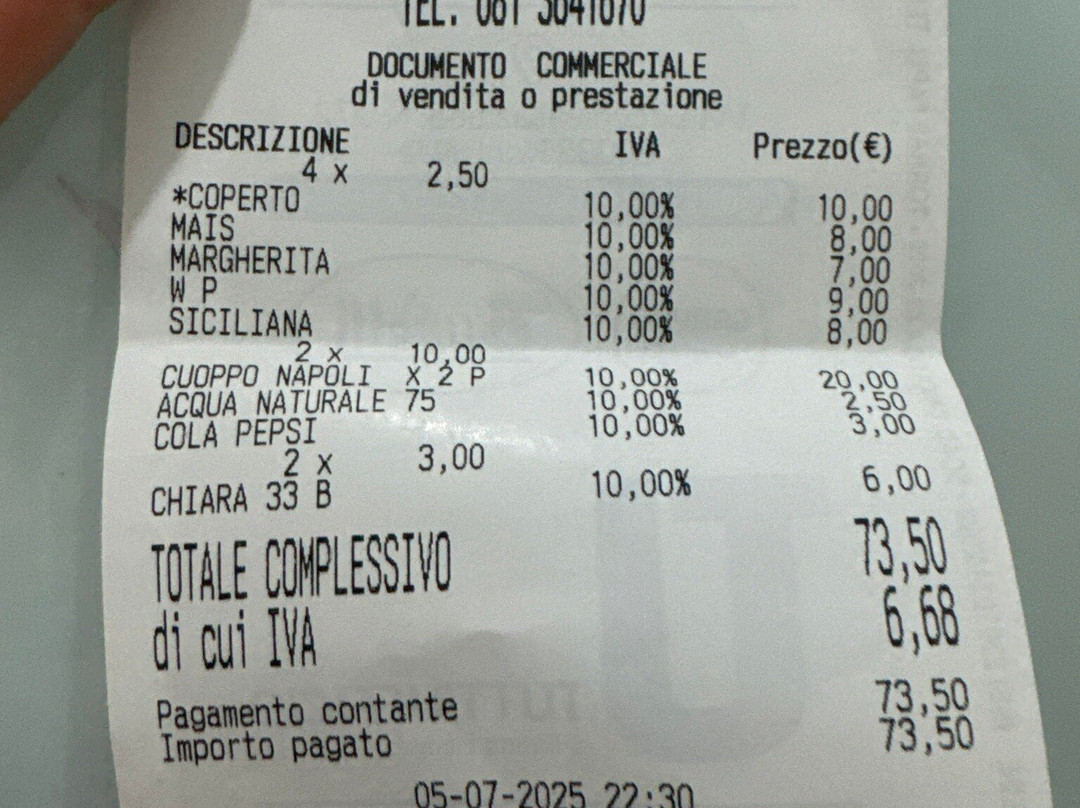 TEL. 081 3641070
DOCUMENTO COMMERCIALE
di vendita o prestazione
DESCRIZIONE IVA Prezzo(€)
4 x 2,50
*COPERTO 10,00% 10,00
MAIS 10,00% 8,00
MARGHERITA 10,00% 7,00
W P 10,00% 9,00
SICILIANA 10,00% 8,00
2 x 10,00
CUOPPO NAPOLI X 2 P 10,00% 20,00
ACQUA NATURALE 75 10,00% 2,50
COLA PEPSI 10,00% 3,00
2 x 3,00
CHIARA 33 B 10,00% 6,00
TOTALE COMPLESSIVO 73,50
di cui IVA 6,68
Pagamento contante 73,50
Importo pagato 73,50
05-07-2025 22:30